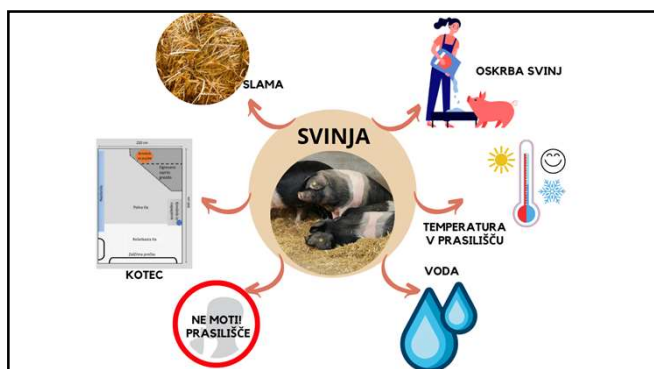 SVINJA
SLAMA
OSKRBA SVINJ
KOTEC
TEMPERATURA
V PRASILIŠČU
NE MOTI!
PRASILIŠČE
VODA